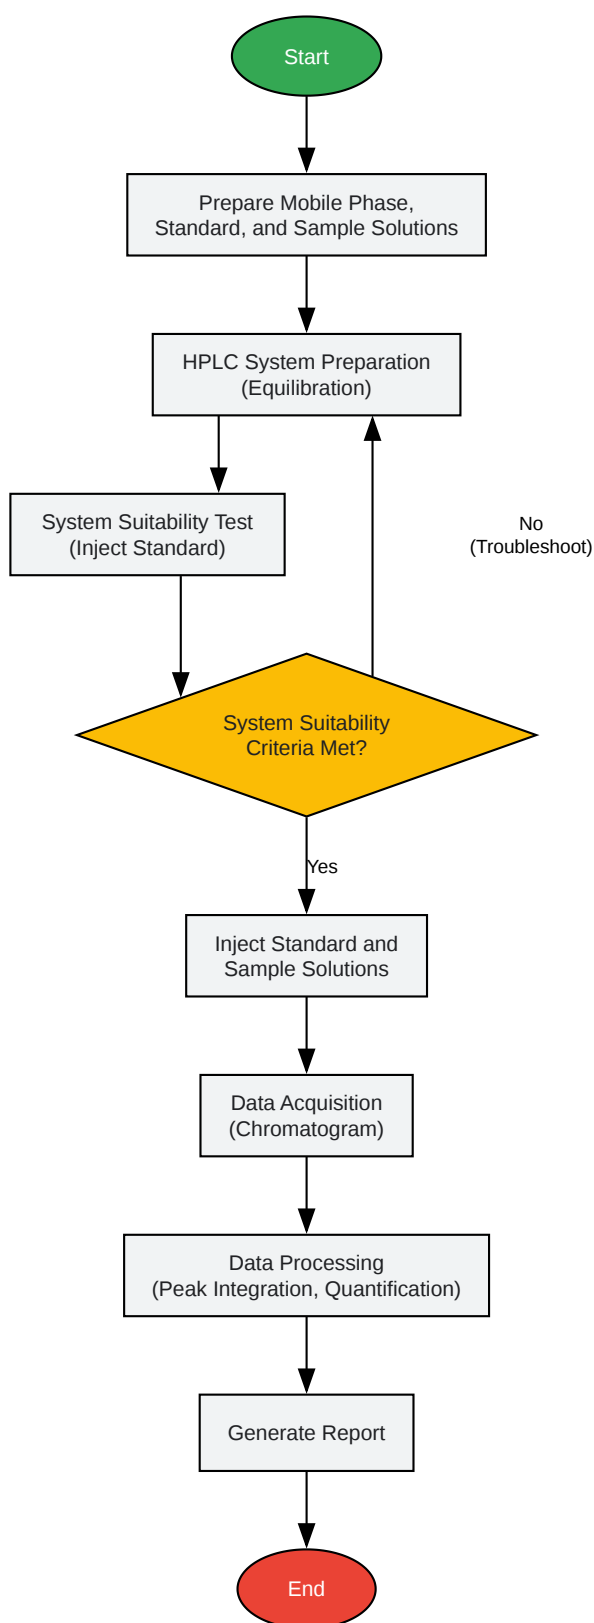 Start
Prepare Mobile Phase,
Standard, and Sample Solutions
HPLC System Preparation
(Equilibration)
System Suitability Test
(Inject Standard)
No
(Troubleshoot)
System Suitability
Criteria Met?
Yes
Inject Standard and
Sample Solutions
Data Acquisition
(Chromatogram)
Data Processing
(Peak Integration, Quantification)
Generate Report
End